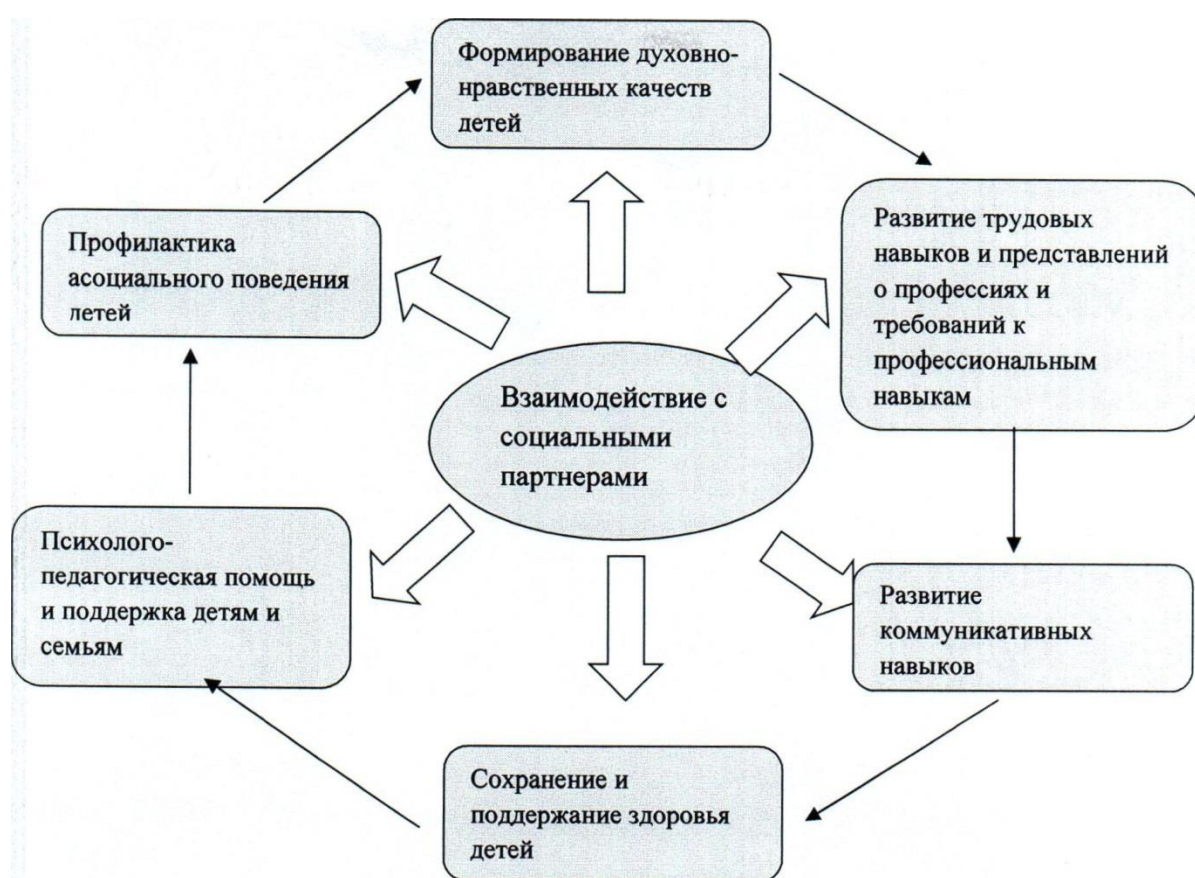 Формирование духовно-
нравственных качеств
детей
Развитие трудовых
навыков и представлений
о профессиях и
требований к
профессиональным
навыкам
Профилактика
асоциального поведения
детей
Взаимодействие с
социальными
партнерами
Психолого-
педагогическая помощь
и поддержка детям и
семьям
Развитие
коммуникативных
навыков
Сохранение и
поддержание здоровья
детей